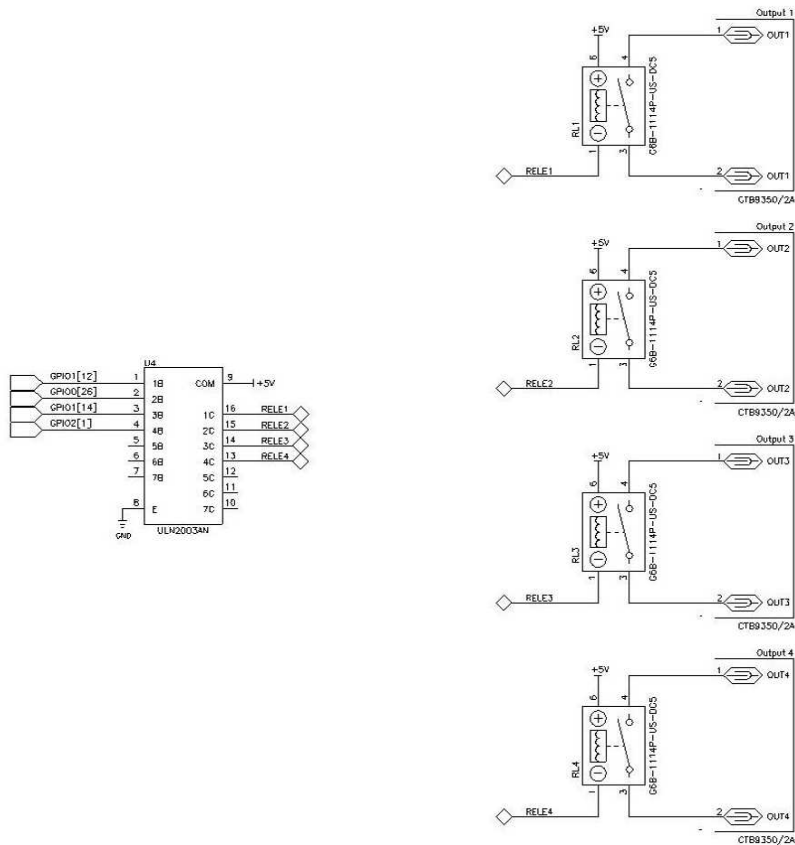 Output 1
+5V
1
OUT1
6
4
RL1
G6B-1114P-US-DC5
1
3
RELE1
2
OUT1
CTB9350/2A
Output 2
+5V
1
OUT2
6
4
RL2
G6B-1114P-US-DC5
1
3
RELE2
2
OUT2
CTB9350/2A
U4
GPIO1[12]
1
1B
COM
9
+5V
GPIO0[26]
2
2B
GPIO1[14]
3
3B
1C
16
RELE1
GPIO2[1]
4
4B
2C
15
RELE2
5
5B
3C
14
RELE3
6
6B
4C
13
RELE4
7
7B
5C
12
6C
11
8
E
7C
10
GND
ULN2003AN
Output 3
+5V
1
OUT3
6
4
RL3
G6B-1114P-US-DC5
1
3
RELE3
2
OUT3
CTB9350/2A
Output 4
+5V
1
OUT4
6
4
RL4
G6B-1114P-US-DC5
1
3
RELE4
2
OUT4
CTB9350/2A